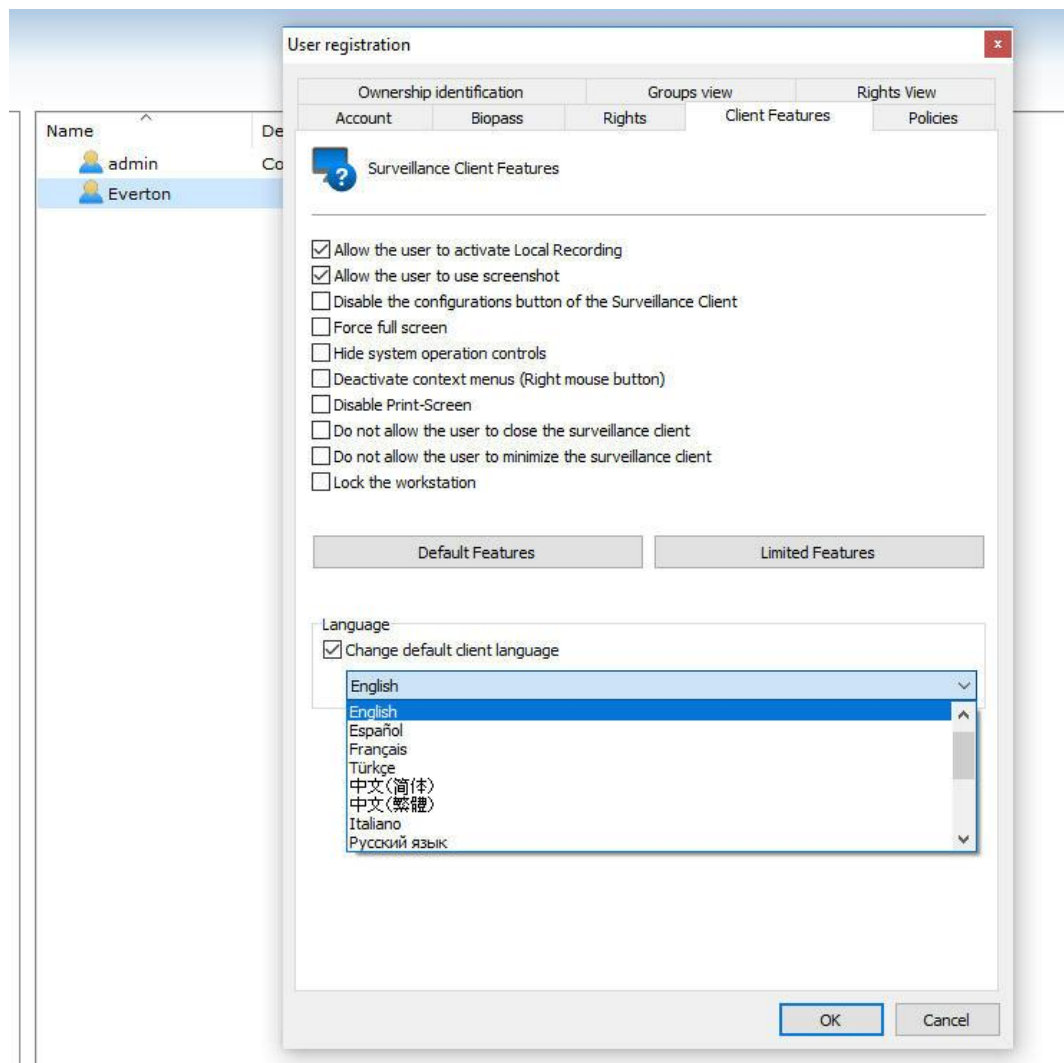 User registration
x
Ownership identification Groups view Rights View
Account Biopass Rights Client Features Policies
Name De
admin Co
Everton
?
Surveillance Client Features
Allow the user to activate Local Recording
Allow the user to use screenshot
Disable the configurations button of the Surveillance Client
Force full screen
Hide system operation controls
Deactivate context menus (Right mouse button)
Disable Print-Screen
Do not allow the user to close the surveillance client
Do not allow the user to minimize the surveillance client
Lock the workstation
Default Features Limited Features
Language
Change default client language
English
English
Español
Français
Türkçe
中文(简体)
中文(繁體)
Italiano
Русский язык
OK Cancel